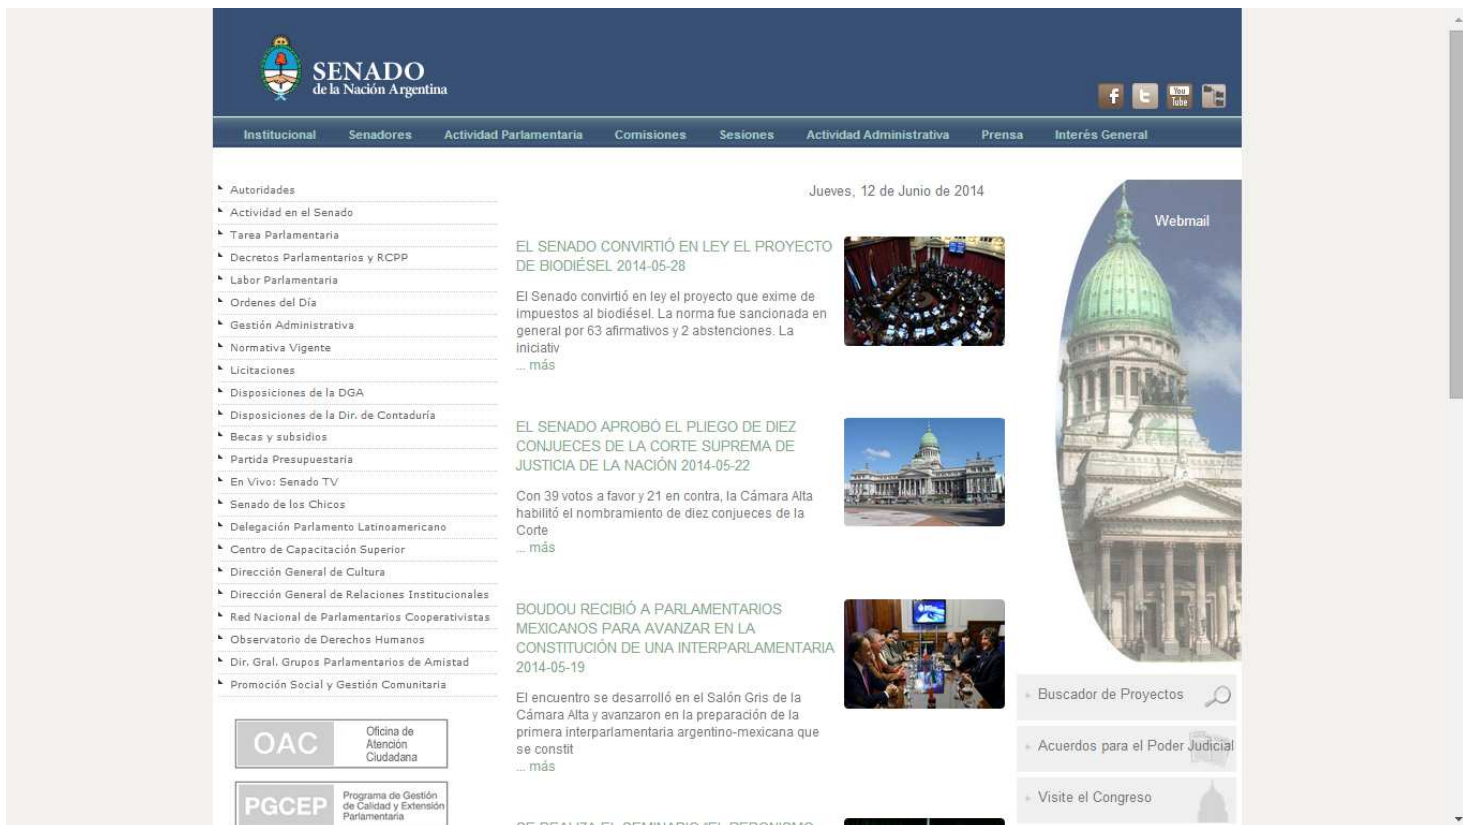 SENADO
de la Nación Argentina
You
Tube
Institucional Senadores Actividad Parlamentaria Comisiones Sesiones Actividad Administrativa Prensa Interés General
Autoridades
Actividad en el Senado
Tarea Parlamentaria
Decretos Parlamentarios y RCPP
Labor Parlamentaria
Ordenes del Día
Gestión Administrativa
Normativa Vigente
Licitaciones
Disposiciones de la DGA
Disposiciones de la Dir. de Contaduría
Becas y subsidios
Partida Presupuestaria
En Vivo: Senado TV
Senado de los Chicos
Delegación Parlamento Latinoamericano
Centro de Capacitación Superior
Dirección General de Cultura
Dirección General de Relaciones Institucionales
Red Nacional de Parlamentarios Cooperativistas
Observatorio de Derechos Humanos
Dir. Gral. Grupos Parlamentarios de Amistad
Promoción Social y Gestión Comunitaria
OAC
Oficina de
Atención
Ciudadana
PGCEP
Programa de Gestión
de Calidad y Extensión
Parlamentaria
Jueves, 12 de Junio de 2014
EL SENADO CONVIRTIÓ EN LEY EL PROYECTO
DE BIODIÉSEL 2014-05-28
El Senado convirtió en ley el proyecto que exime de
impuestos al biodiésel. La norma fue sancionada en
general por 63 afirmativos y 2 abstenciones. La
iniciativ
... más
EL SENADO APROBÓ EL PLIEGO DE DIEZ
CONJUECES DE LA CORTE SUPREMA DE
JUSTICIA DE LA NACIÓN 2014-05-22
Con 39 votos a favor y 21 en contra, la Cámara Alta
habilitó el nombramiento de diez conjueces de la
Corte
... más
BOUDOU RECIBIÓ A PARLAMENTARIOS
MEXICANOS PARA AVANZAR EN LA
CONSTITUCIÓN DE UNA INTERPARLAMENTARIA
2014-05-19
El encuentro se desarrolló en el Salón Gris de la
Cámara Alta y avanzaron en la preparación de la
primera interparlamentaria argentino-mexicana que
se constit
... más
SE REALIZA EL SEMINARIO "EL PERONISMO
Webmail
Buscador de Proyectos
Acuerdos para el Poder Judicial
Visite el Congreso